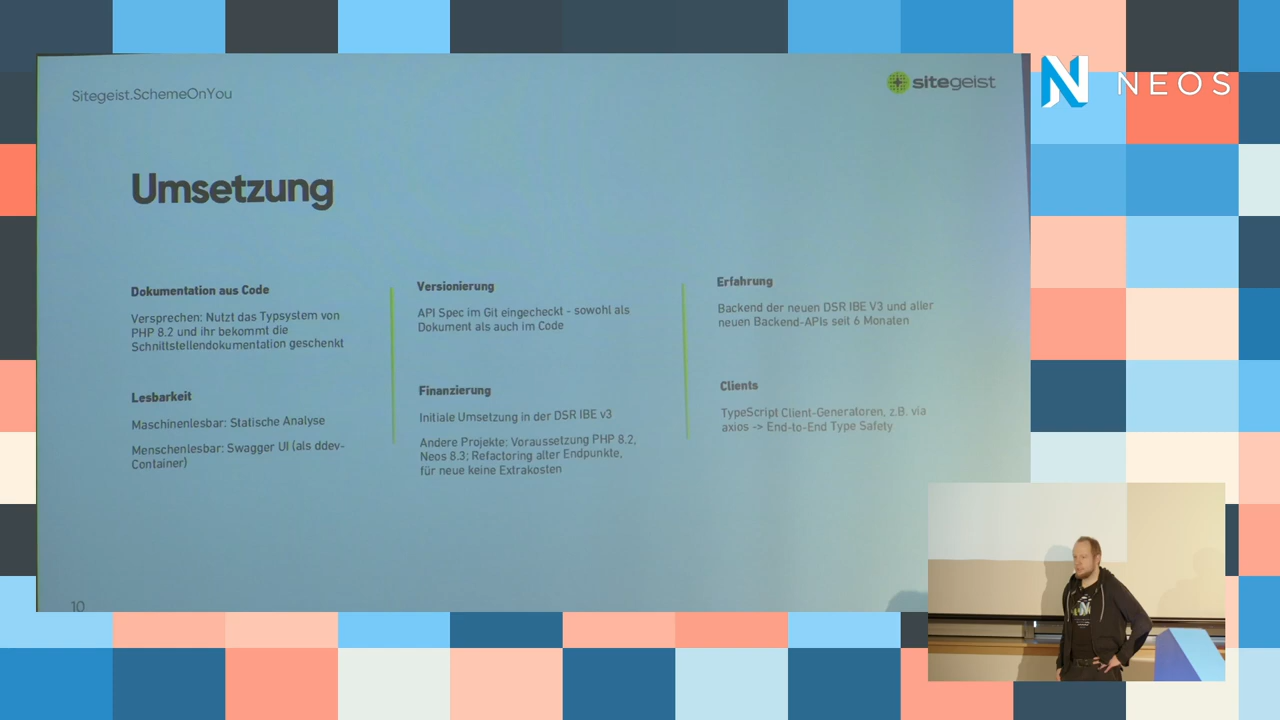 Sitegeist.SchemeOnYou
sitegeist
NEOS
Umsetzung
Dokumentation aus Code
Versprechen: Nutzt das Typsystem von
PHP 8.2 und ihr bekommt die
Schnittstellendokumentation geschenkt
Lesbarkeit
Maschinenlesbar: Statische Analyse
Menschenlesbar: Swagger UI (als ddev-
Container)
Versionierung
API Spec im Git eingecheckt - sowohl als
Dokument als auch im Code
Finanzierung
Initiale Umsetzung in der DSR IBE v3
Andere Projekte: Voraussetzung PHP 8.2,
Neos 8.3; Refactoring alter Endpunkte,
für neue keine Extrakosten
Erfahrung
Backend der neuen DSR IBE V3 und aller
neuen Backend-APIs seit 6 Monaten
Clients
TypeScript Client-Generatoren, z.B. via
axios -> End-to-End Type Safety
10